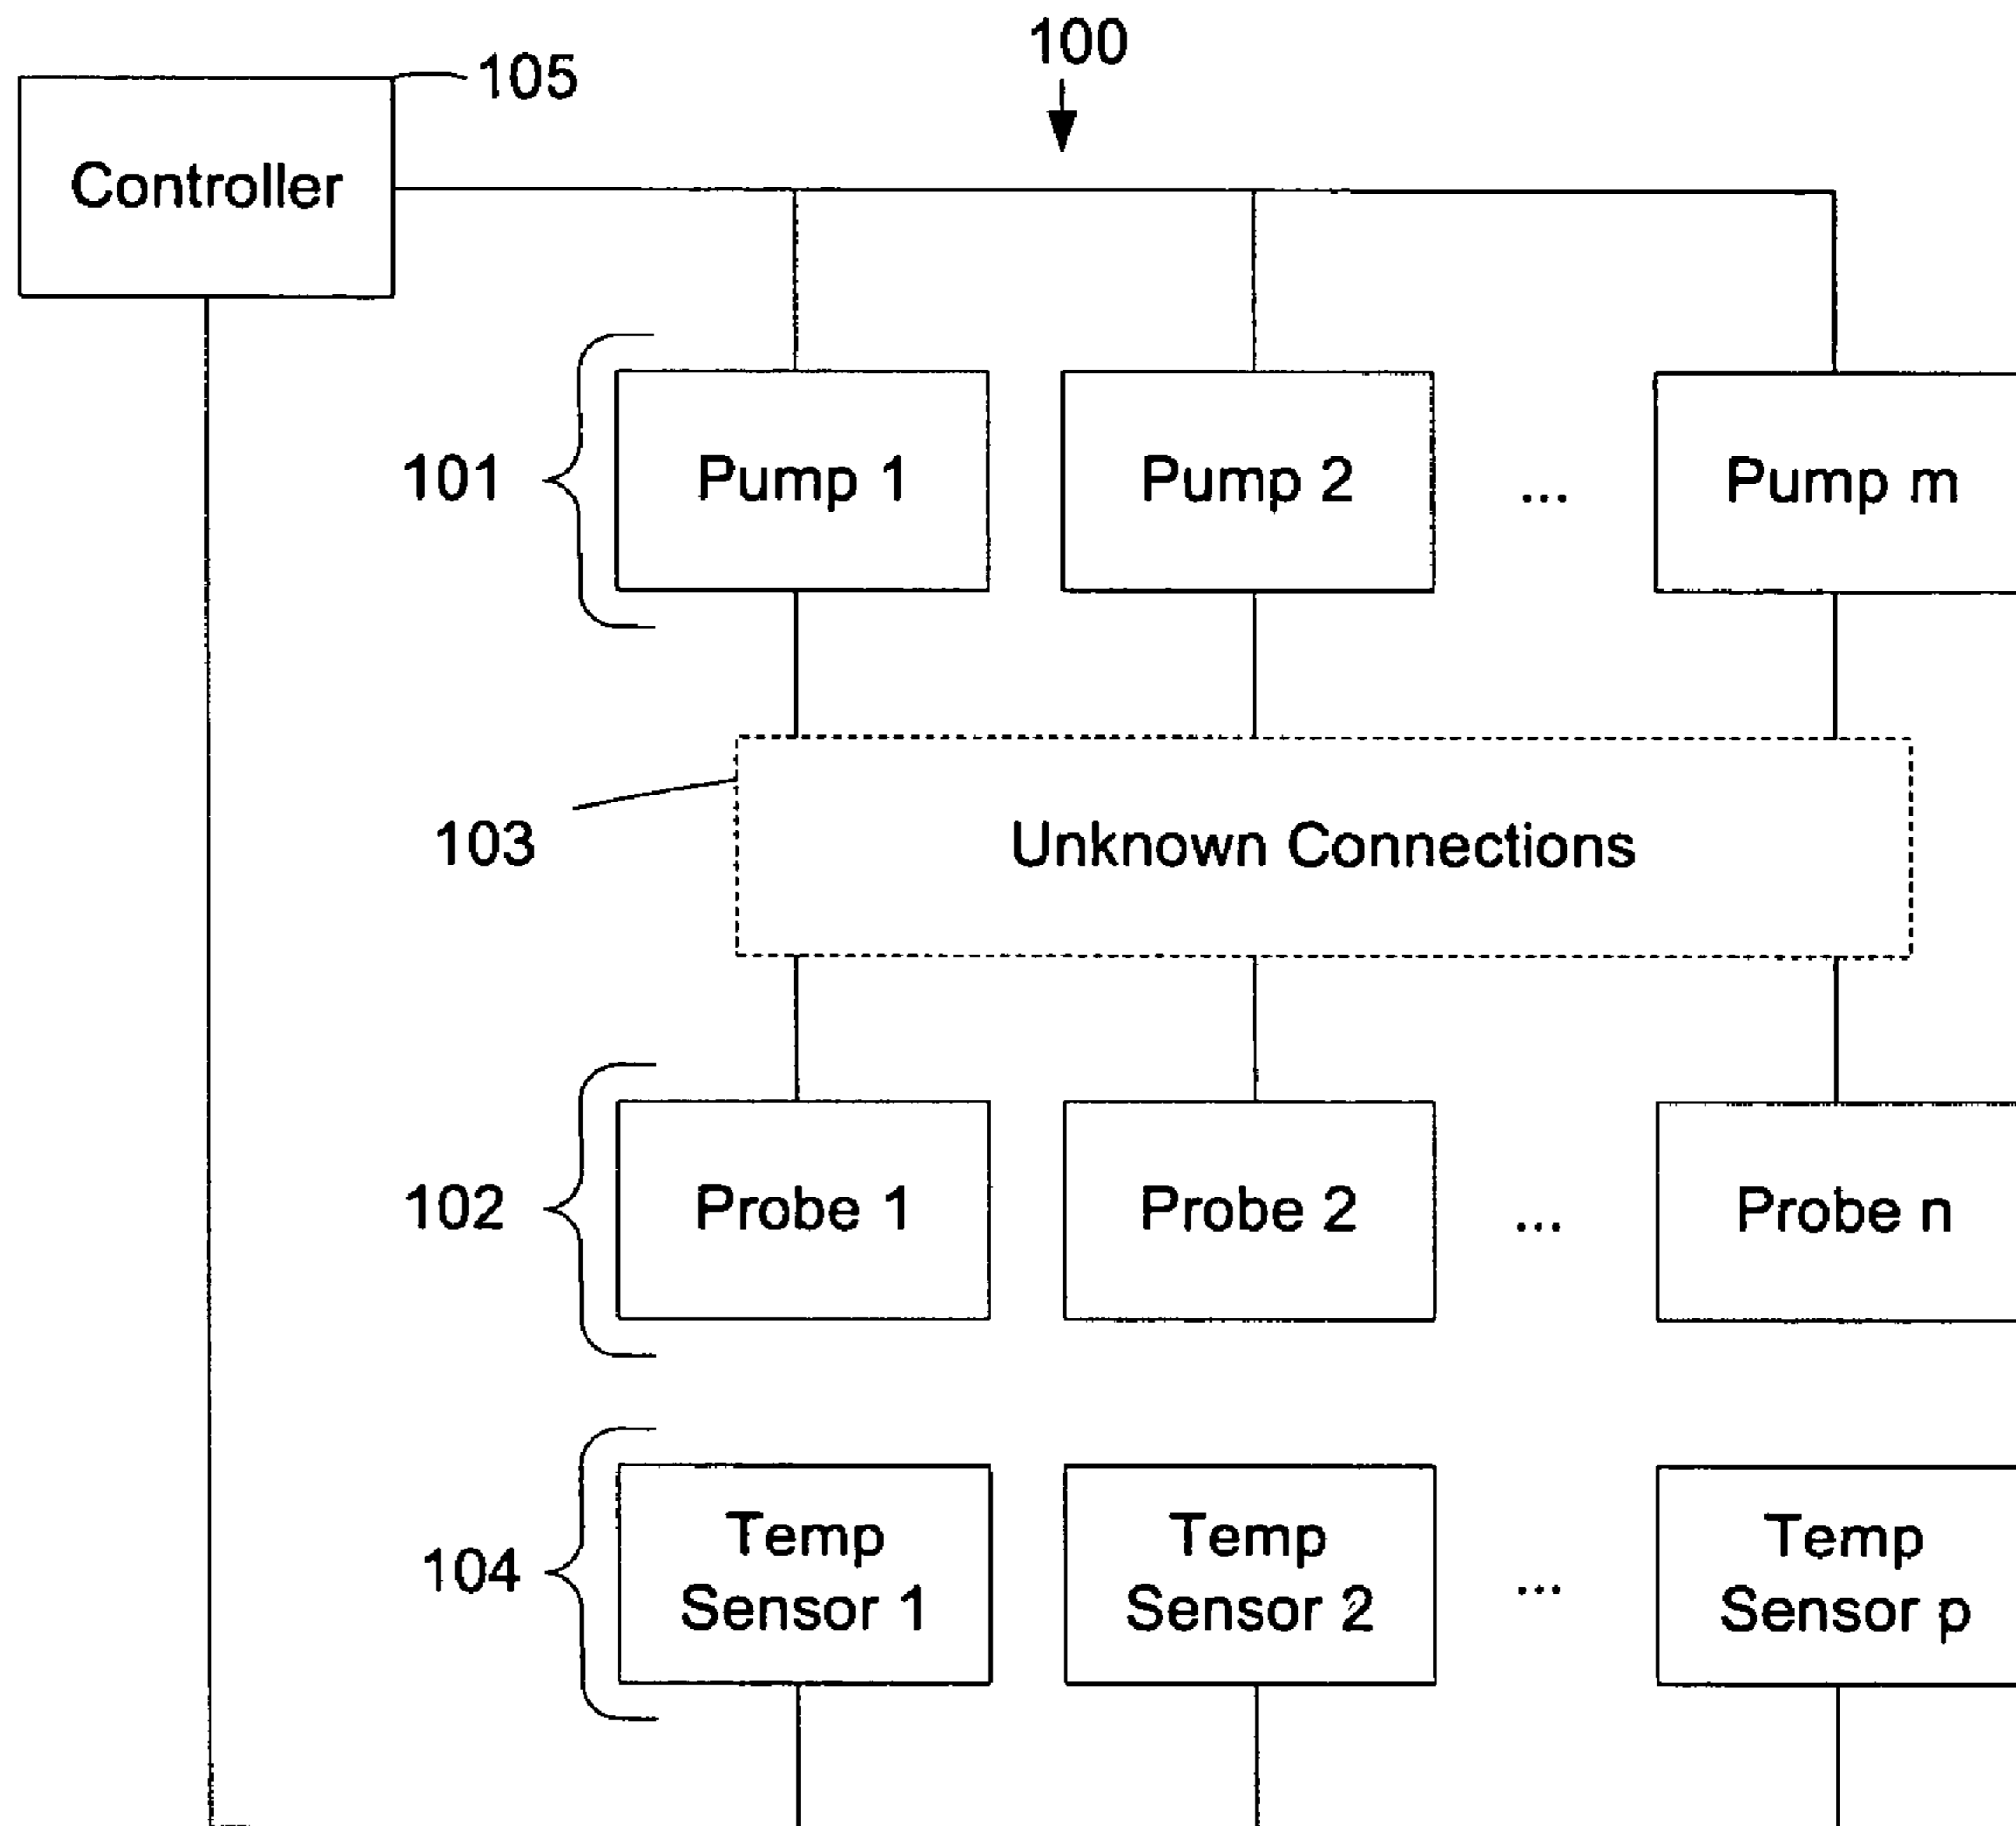 100
105
Controller
101
Pump 1
Pump 2
...
Pump m
103
Unknown Connections
102
Probe 1
Probe 2
...
Probe n
104
Temp
Sensor 1
Temp
Sensor 2
...
Temp
Sensor p